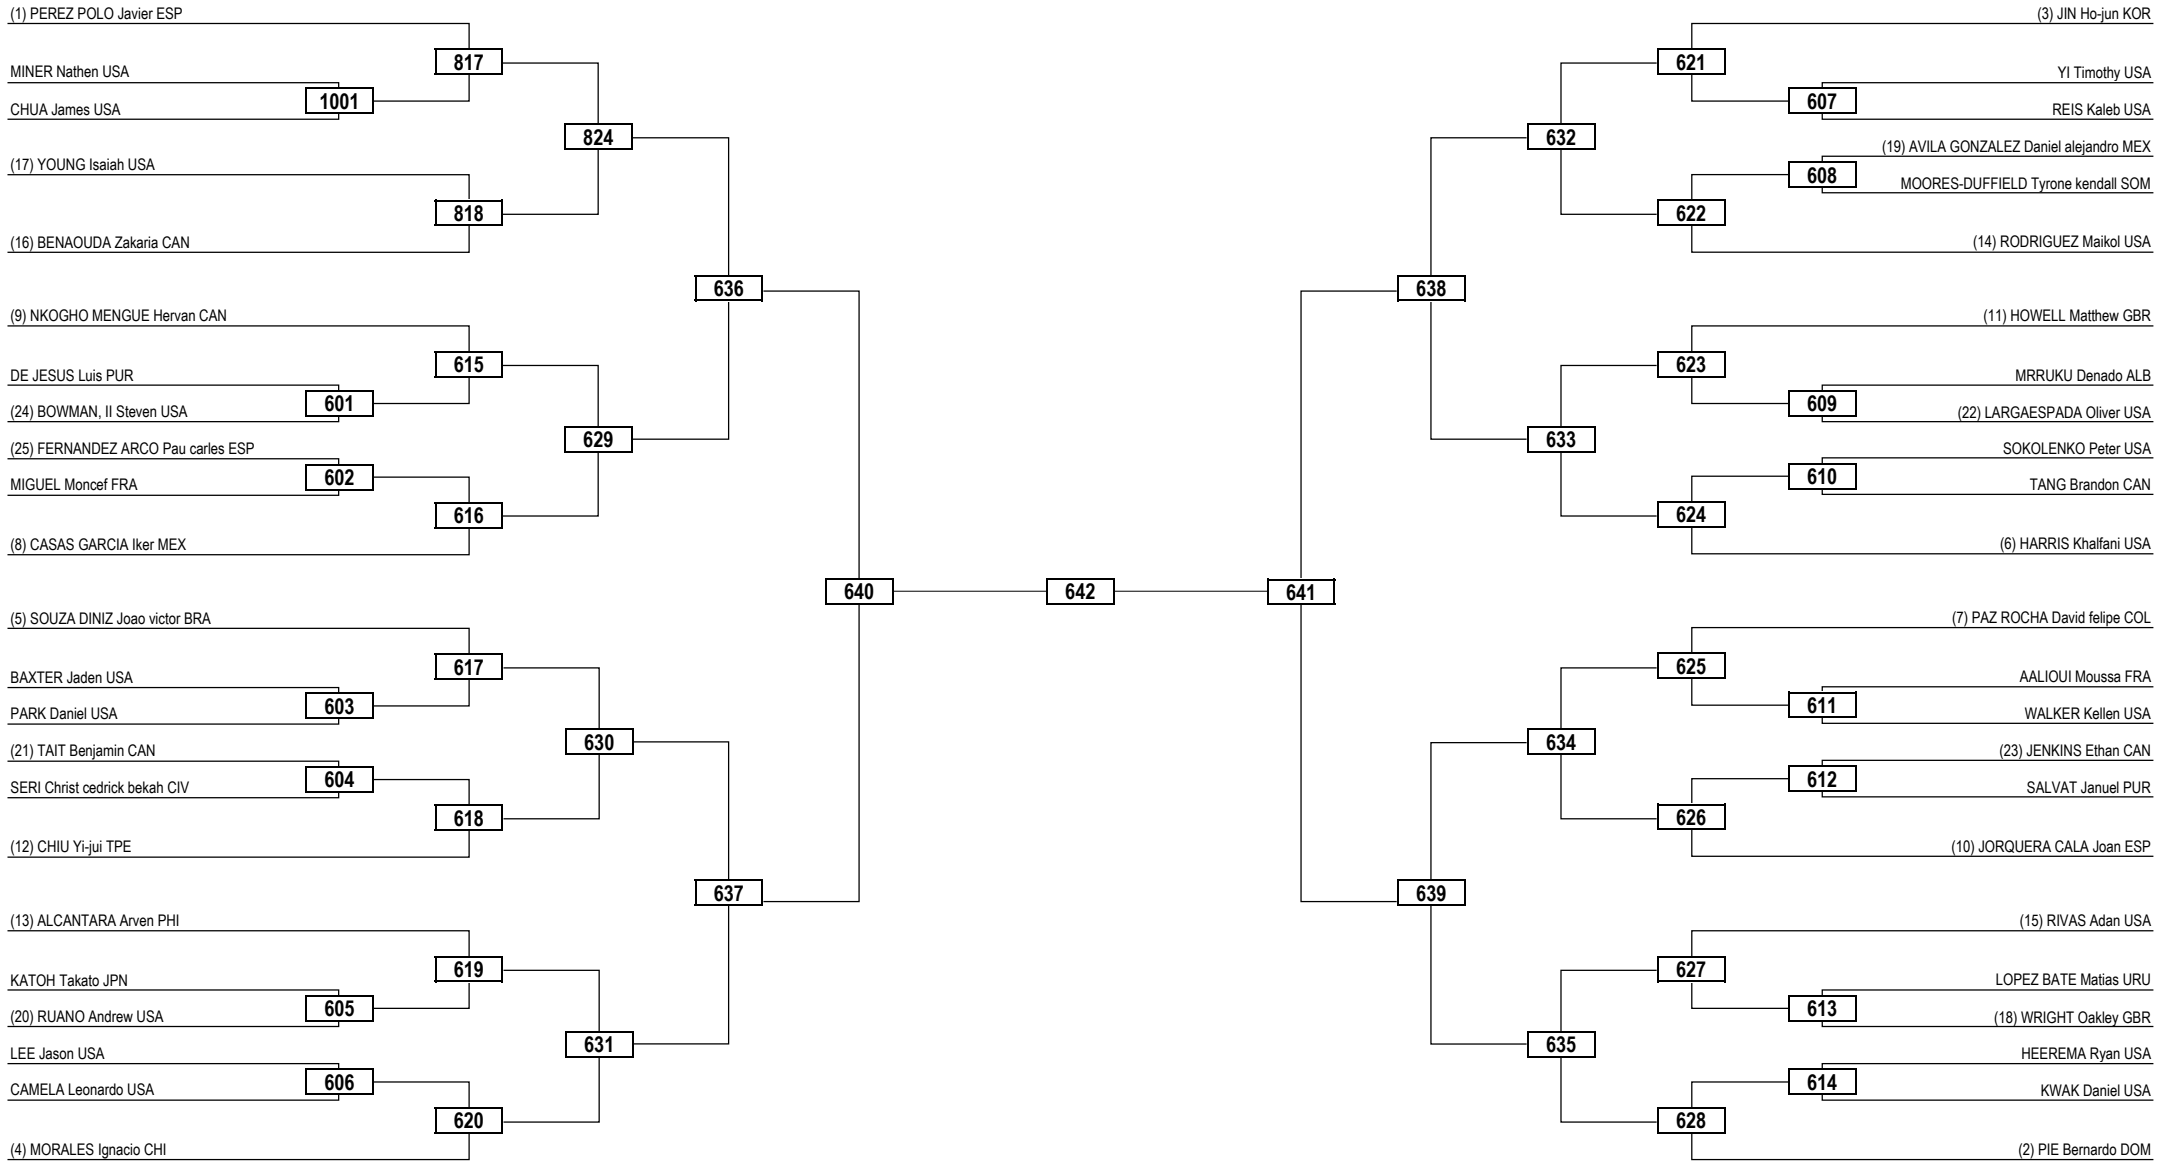 (1) PEREZ POLO Javier ESP
817
MINER Nathen USA
1001
CHUA James USA
824
(17) YOUNG Isaiah USA
818
(16) BENAOUDA Zakaria CAN
636
(9) NKOGHO MENGUE Hervan CAN
615
DE JESUS Luis PUR
601
(24) BOWMAN, II Steven USA
629
(25) FERNANDEZ ARCO Pau carles ESP
602
MIGUEL Moncef FRA
616
(8) CASAS GARCIA Iker MEX
640
(5) SOUZA DINIZ Joao victor BRA
617
BAXTER Jaden USA
603
PARK Daniel USA
630
(21) TAIT Benjamin CAN
604
SERI Christ cedrick bekah CIV
618
(12) CHIU Yi-jui TPE
637
(13) ALCANTARA Arven PHI
619
KATOH Takato JPN
605
(20) RUANO Andrew USA
631
LEE Jason USA
606
CAMELA Leonardo USA
620
(4) MORALES Ignacio CHI
642
(3) JIN Ho-jun KOR
621
YI Timothy USA
607
REIS Kaleb USA
632
(19) AVILA GONZALEZ Daniel alejandro MEX
608
MOORES-DUFFIELD Tyrone kendall SOM
622
(14) RODRIGUEZ Maikol USA
638
(11) HOWELL Matthew GBR
623
MRRUKU Denado ALB
609
(22) LARGAESPADA Oliver USA
633
SOKOLENKO Peter USA
610
TANG Brandon CAN
624
(6) HARRIS Khalfani USA
641
(7) PAZ ROCHA David felipe COL
625
AALIOUI Moussa FRA
611
WALKER Kellen USA
634
(23) JENKINS Ethan CAN
612
SALVAT Januel PUR
626
(10) JORQUERA CALA Joan ESP
639
(15) RIVAS Adan USA
627
LOPEZ BATE Matias URU
613
(18) WRIGHT Oakley GBR
635
HEEREMA Ryan USA
614
KWAK Daniel USA
628
(2) PIE Bernardo DOM